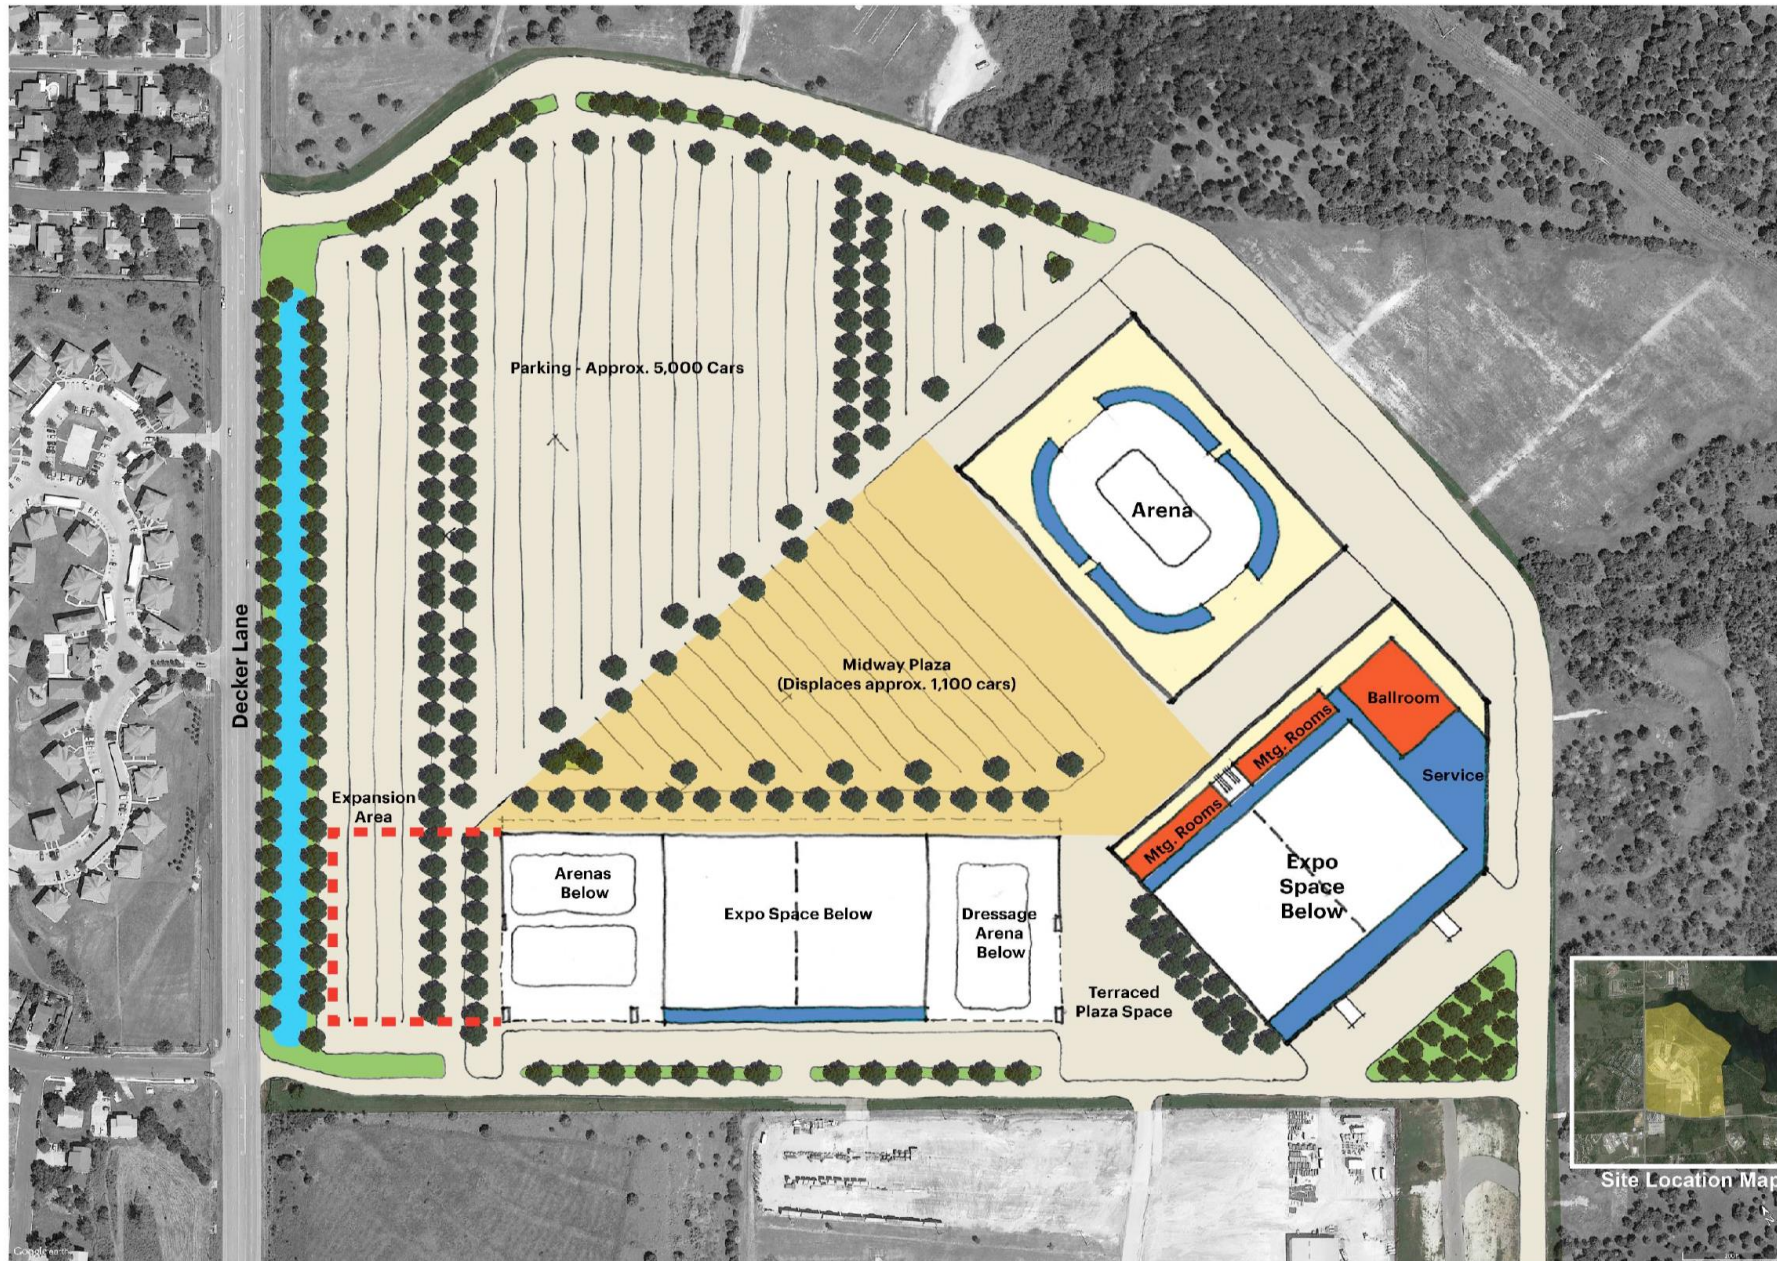 Parking - Approx. 5,000 Cars
Arena
Decker Lane
Midway Plaza
(Displaces approx. 1,100 cars)
Ballroom
Mtg. Rooms
Service
Expansion
Area
Mtg. Rooms
Expo
Space
Below
Arenas
Below
Expo Space Below
Dressage
Arena
Below
Terraced
Plaza Space
Site Location Map
Google earth